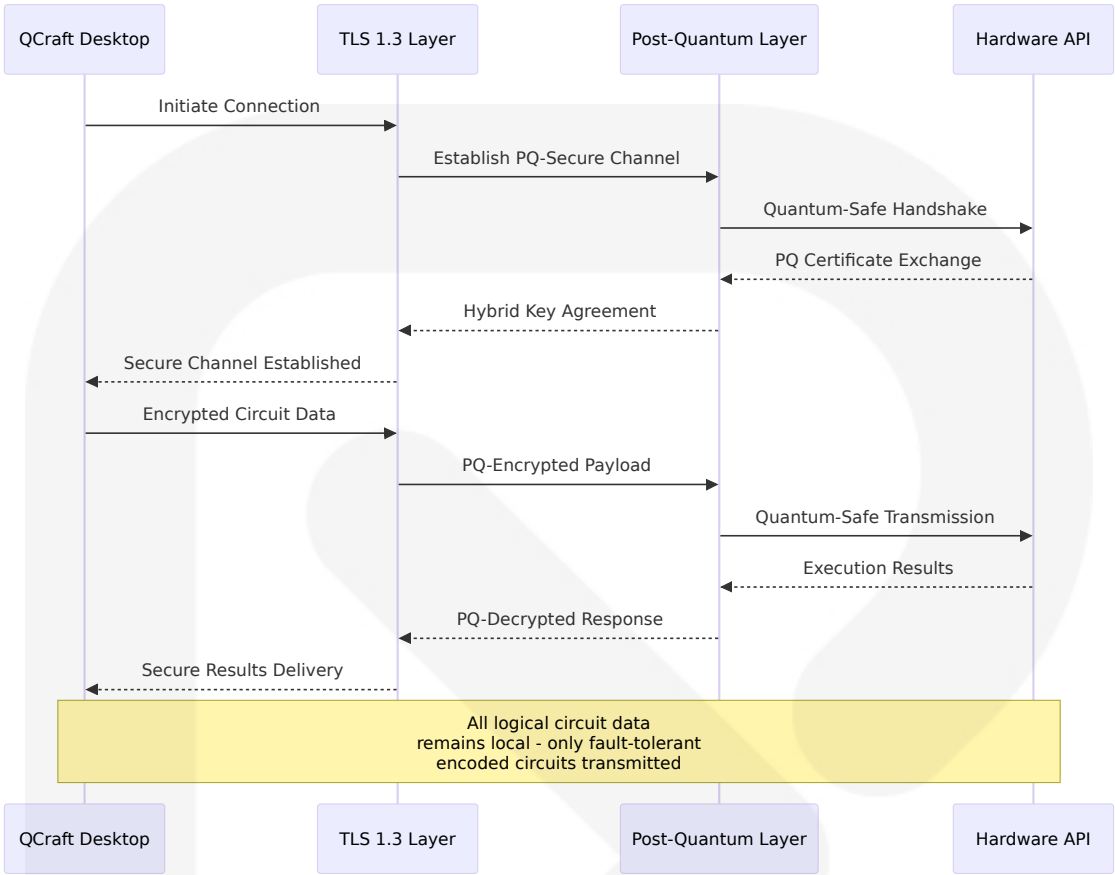 QCraft Desktop
TLS 1.3 Layer
Post-Quantum Layer
Hardware API
Initiate Connection
Establish PQ-Secure Channel
Quantum-Safe Handshake
PQ Certificate Exchange
Hybrid Key Agreement
Secure Channel Established
Encrypted Circuit Data
PQ-Encrypted Payload
Quantum-Safe Transmission
Execution Results
PQ-Decrypted Response
Secure Results Delivery
All logical circuit data
remains local - only fault-tolerant
encoded circuits transmitted
QCraft Desktop
TLS 1.3 Layer
Post-Quantum Layer
Hardware API